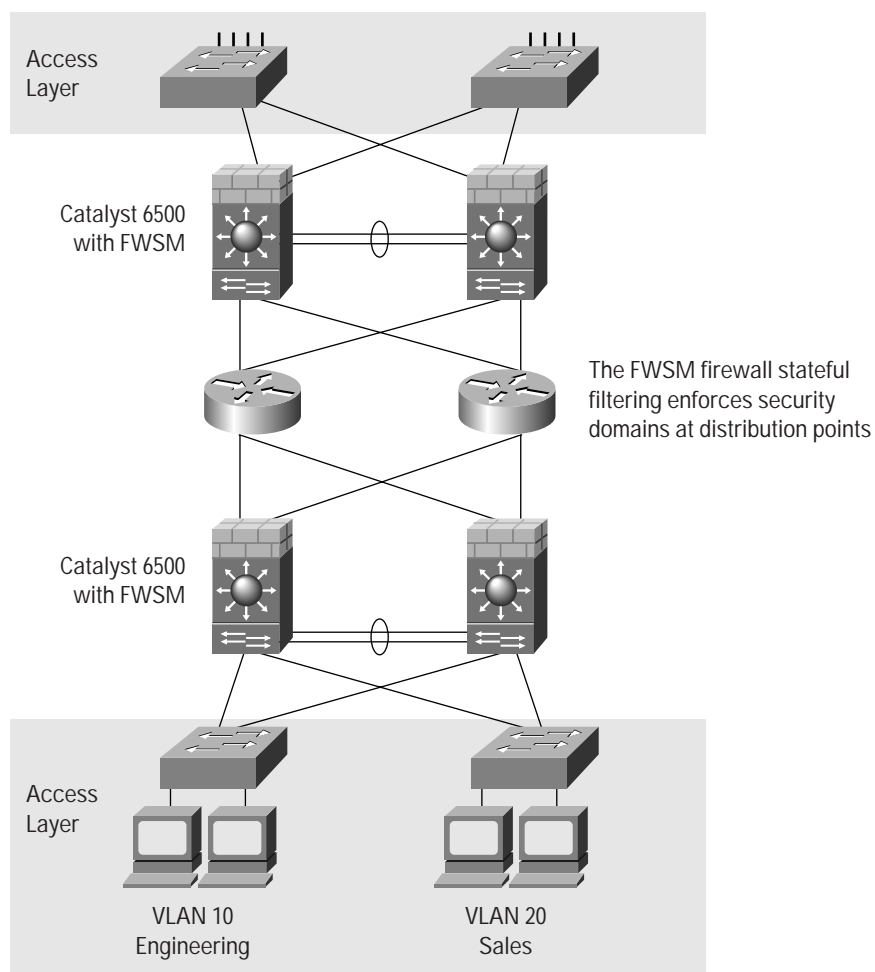 Access
Layer
Catalyst 6500
with FWSM
The FWSM firewall stateful
filtering enforces security
domains at distribution points
Catalyst 6500
with FWSM
Access
Layer
VLAN 10
Engineering
VLAN 20
Sales